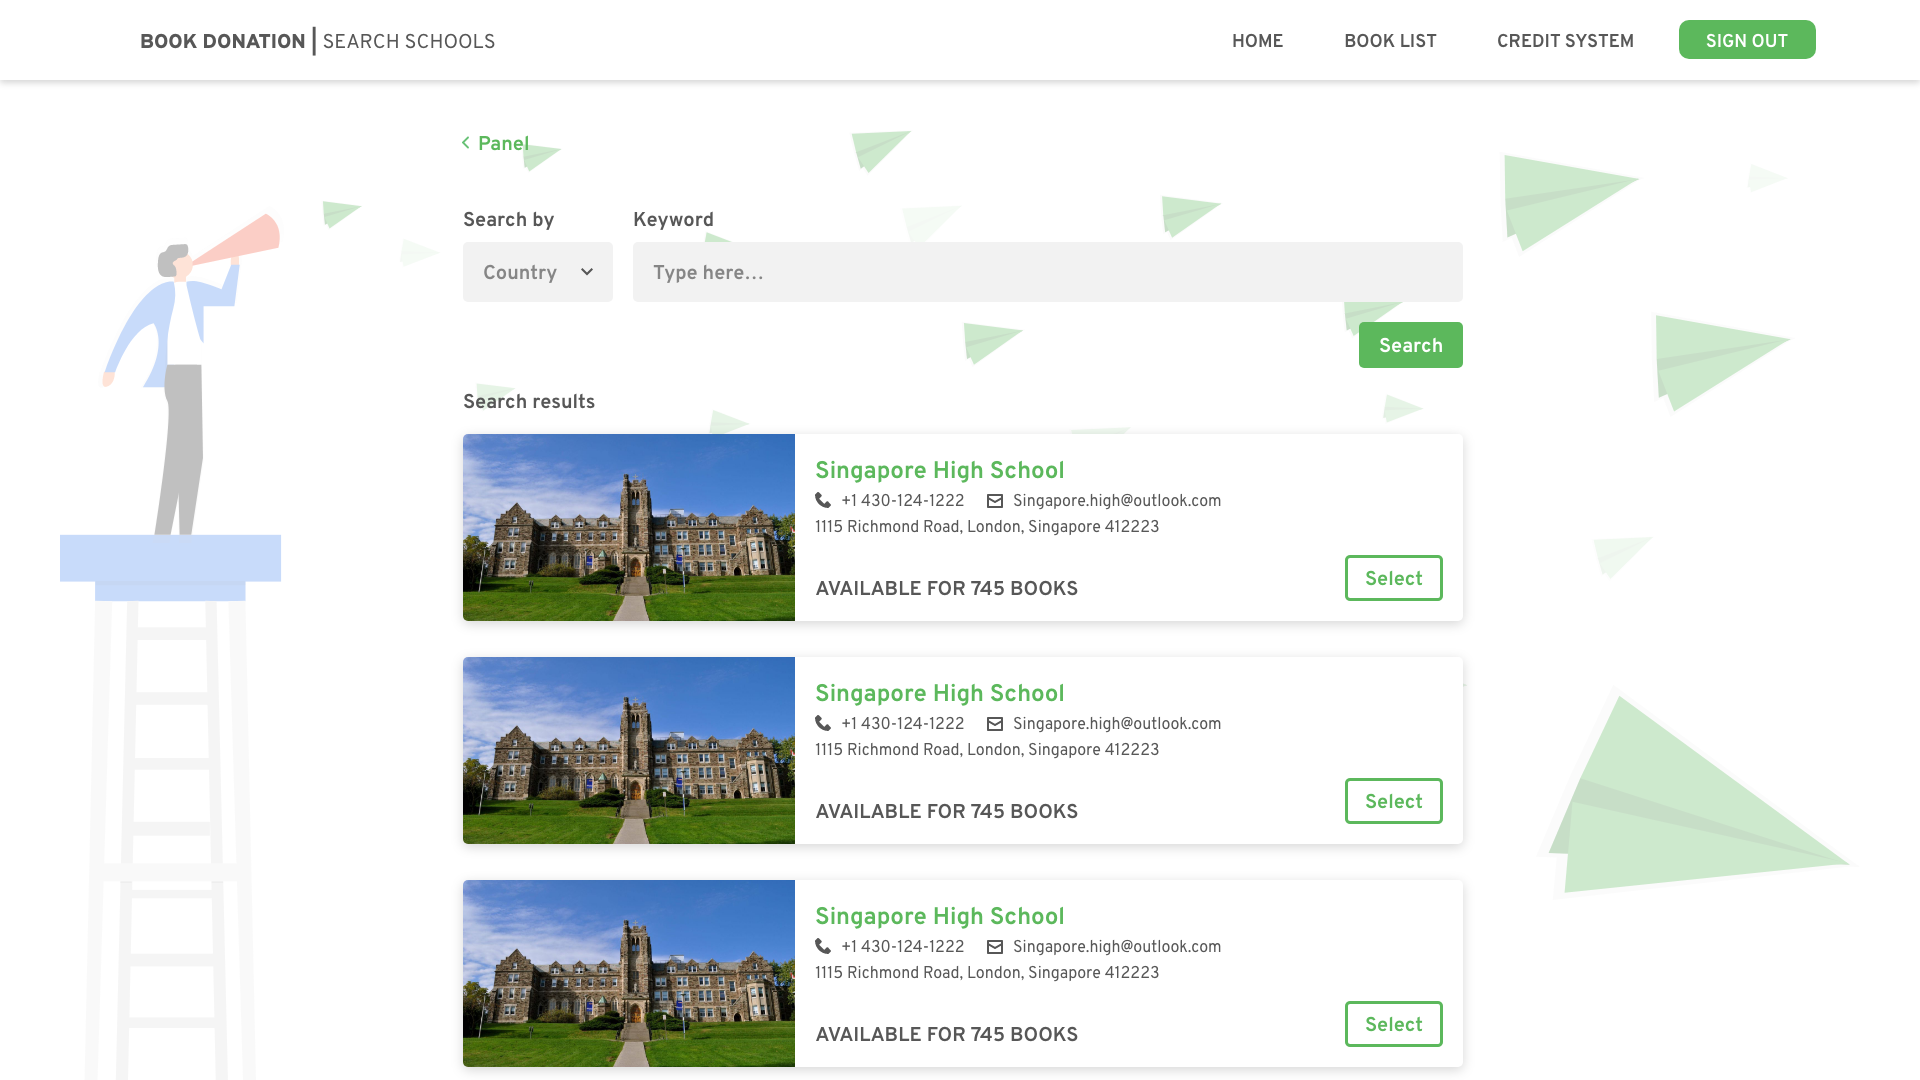 BOOK DONATION | SEARCH SCHOOLS
HOME
BOOK LIST
CREDIT SYSTEM
SIGN OUT
Panel
Search by
Keyword
Country
Type here...
Search
Search results
Singapore High School
+1 430-124-1222
Singapore.high@outlook.com
1115 Richmond Road, London, Singapore 412223
AVAILABLE FOR 745 BOOKS
Select
Singapore High School
+1 430-124-1222
Singapore.high@outlook.com
1115 Richmond Road, London, Singapore 412223
AVAILABLE FOR 745 BOOKS
Select
Singapore High School
+1 430-124-1222
Singapore.high@outlook.com
1115 Richmond Road, London, Singapore 412223
AVAILABLE FOR 745 BOOKS
Select